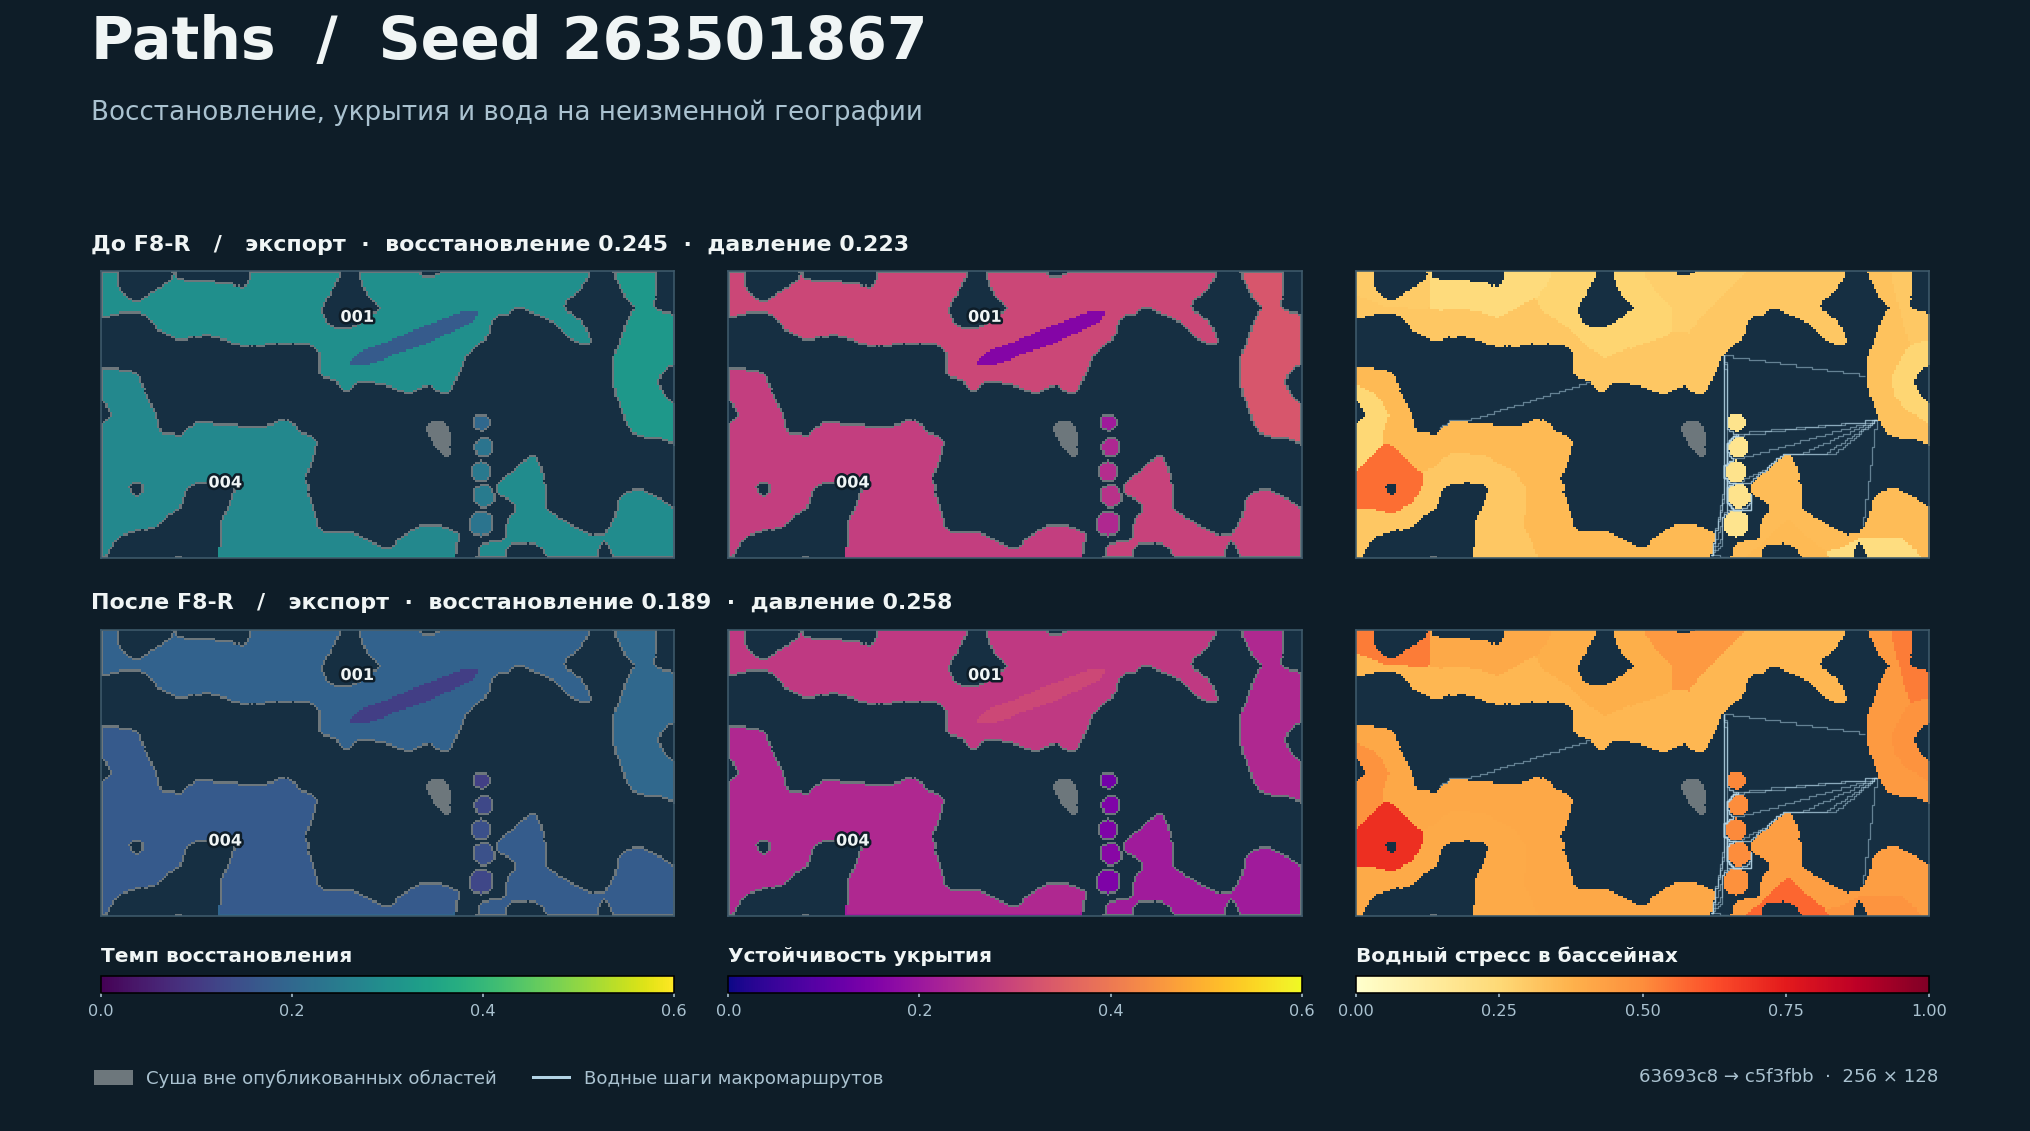 Paths / Seed 263501867
Восстановление, укрытия и вода на неизменной географии
До F8-R / экспорт · восстановление 0.245 · давление 0.223
001
004
001
004
После F8-R / экспорт · восстановление 0.189 · давление 0.258
001
004
001
004
Темп восстановления
0.0 0.2 0.4 0.6
Устойчивость укрытия
0.0 0.2 0.4 0.6
Водный стресс в бассейнах
0.00 0.25 0.50 0.75 1.00
Суша вне опубликованных областей
Водные шаги макромаршрутов
63693c8 → c5f3fbb · 256 × 128